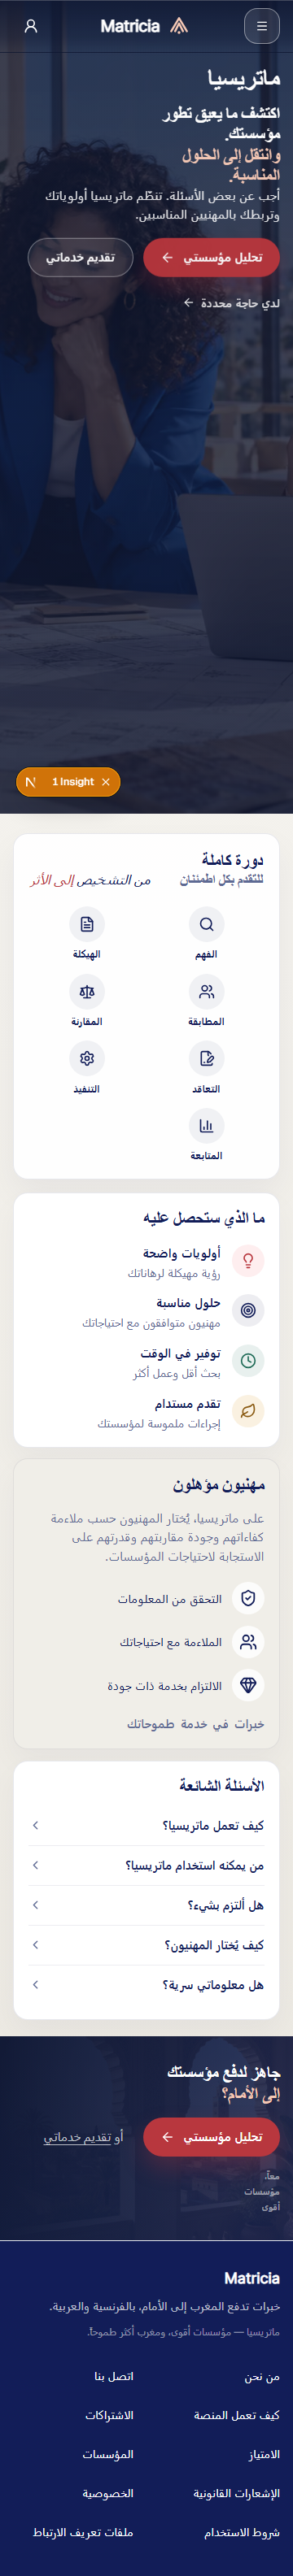 Matricia
ماتريسيا
اكتشف ما يعيق تطور
مؤسستك.
وانتقل إلى الحلول
المناسبة.
أجب عن بعض الأسئلة. تنظّم ماتريسيا أولوياتك
وتربطك بالمهنيين المناسبين.
تحليل مؤسستي
تقديم خدماتي
لدي حاجة محددة
N 1 Insight
دورة كاملة
للتقدم بكل اطمئنان
من التشخيص إلى الأثر
الفهم
الهيكلة
المطابقة
المقارنة
التعاقد
التنفيذ
المتابعة
ما الذي ستحصل عليه
أولويات واضحة
رؤية مهيكلة لرهاناتك
حلول مناسبة
مهنيون متوافقون مع احتياجاتك
توفير في الوقت
بحث أقل وعمل أكثر
تقدم مستدام
إجراءات ملموسة لمؤسستك
مهنيون مؤهلون
على ماتريسيا، يُختار المهنيون حسب ملاءمة
كفاءاتهم وجودة مقاربتهم وقدرتهم على
الاستجابة لاحتياجات المؤسسات.
التحقق من المعلومات
الملاءمة مع احتياجاتك
الالتزام بخدمة ذات جودة
خبرات في خدمة طموحاتك
الأسئلة الشائعة
كيف تعمل ماتريسيا؟
من يمكنه استخدام ماتريسيا؟
هل ألتزم بشيء؟
كيف يُختار المهنيون؟
هل معلوماتي سرية؟
جاهز لدفع مؤسستك
إلى الأمام؟
تحليل مؤسستي
أو تقديم خدماتي
معاً،
مؤسسات
أقوى
Matricia
خبرات تدفع المغرب إلى الأمام. بالفرنسية والعربية.
ماتريسيا — مؤسسات أقوى، ومغرب أكثر طموحاً.
من نحن
اتصل بنا
كيف تعمل المنصة
الاشتراكات
الامتياز
المؤسسات
الإشعارات القانونية
الخصوصية
شروط الاستخدام
ملفات تعريف الارتباط